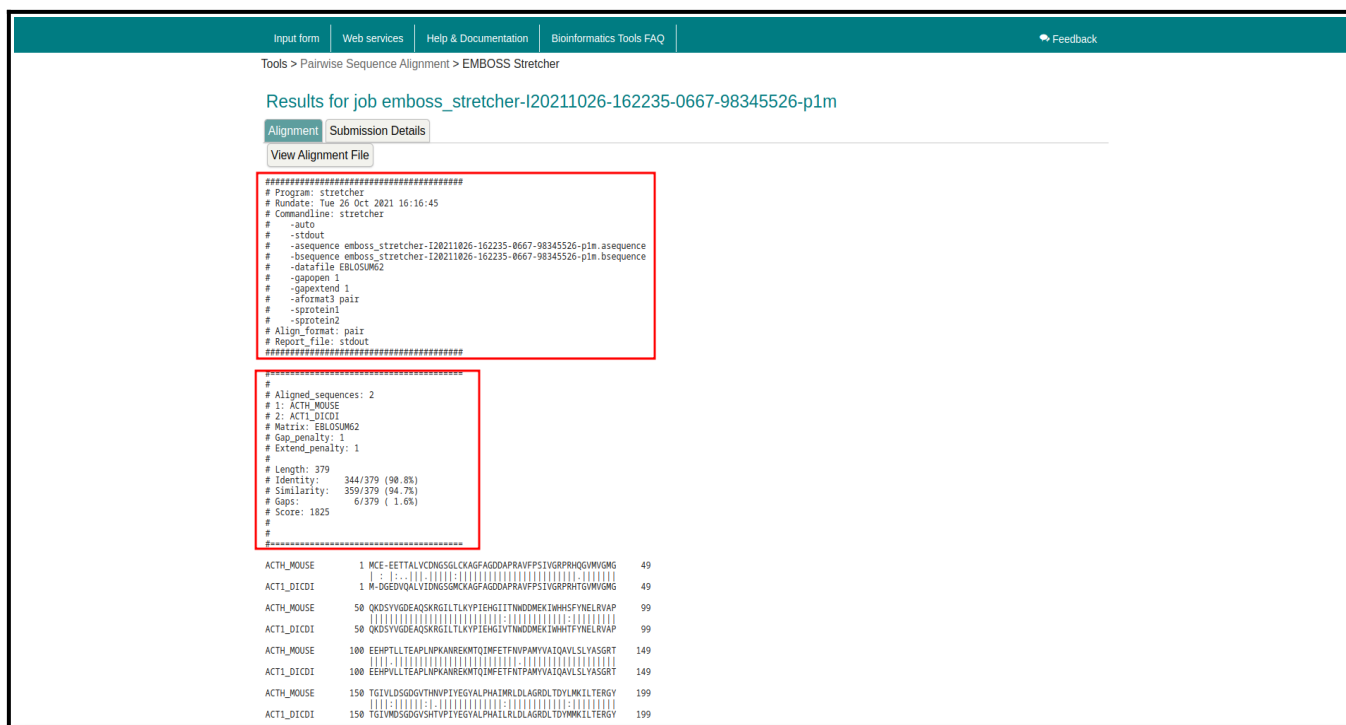 Input form Web services Help & Documentation Bioinformatics Tools FAQ Feedback
Tools > Pairwise Sequence Alignment > EMBOSS Stretcher
Results for job emboss_stretcher-I20211026-162235-0667-98345526-p1m
Alignment Submission Details
View Alignment File
########################################
# Program: stretcher
# Rundate: Tue 26 Oct 2021 16:16:45
# Commandline: stretcher
#    -auto
#    -stdout
#    -asequence emboss_stretcher-I20211026-162235-0667-98345526-p1m.asequence
#    -bsequence emboss_stretcher-I20211026-162235-0667-98345526-p1m.bsequence
#    -datafile EBLOSUM62
#    -gapopen 1
#    -gapextend 1
#    -aformat3 pair
#    -sprotein1
#    -sprotein2
# Align_format: pair
# Report_file: stdout
########################################
#=======================================
#
# Aligned_sequences: 2
# 1: ACTH_MOUSE
# 2: ACT1_DICDI
# Matrix: EBLOSUM62
# Gap_penalty: 1
# Extend_penalty: 1
#
# Length: 379
# Identity:     344/379 (90.8%)
# Similarity:   359/379 (94.7%)
# Gaps:           6/379 ( 1.6%)
# Score: 1825
#
#
#=======================================
ACTH_MOUSE         1 MCE-EETTALVCDNGSGLCKAGFAGDDAPRAVFPSIVGRPRHQGVMVGMG     49
                     | : |:..|||.|||||:||||||||||||||||||||||||.|||||||
ACT1_DICDI         1 M-DGEDVQALVIDNGSGMCKAGFAGDDAPRAVFPSIVGRPRHTGVMVGMG     49
ACTH_MOUSE        50 QKDSYVGDEAQSKRGILTLKYPIEHGIITNWDDMEKIWHHSFYNELRVAP     99
                     |||||||||||||||||||||||||||:||||||||||||:|||||||||
ACT1_DICDI        50 QKDSYVGDEAQSKRGILTLKYPIEHGIVTNWDDMEKIWHHTFYNELRVAP     99
ACTH_MOUSE       100 EEHPTLLTEAPLNPKANREKMTQIMFETFNVPAMYVAIQAVLSLYASGRT    149
                     ||||.|||||||||||||||||||||||||.|||||||||||||||||||
ACT1_DICDI       100 EEHPVLLTEAPLNPKANREKMTQIMFETFNTPAMYVAIQAVLSLYASGRT    149
ACTH_MOUSE       150 TGIVLDSGDGVTHNVPIYEGYALPHAIMRLDLAGRDLTDYLMKILTERGY    199
                     ||||:||||||:|.|||||||||||||:||||||||||||:|||||||||
ACT1_DICDI       150 TGIVMDSGDGVSHTVPIYEGYALPHAILRLDLAGRDLTDYMMKILTERGY    199